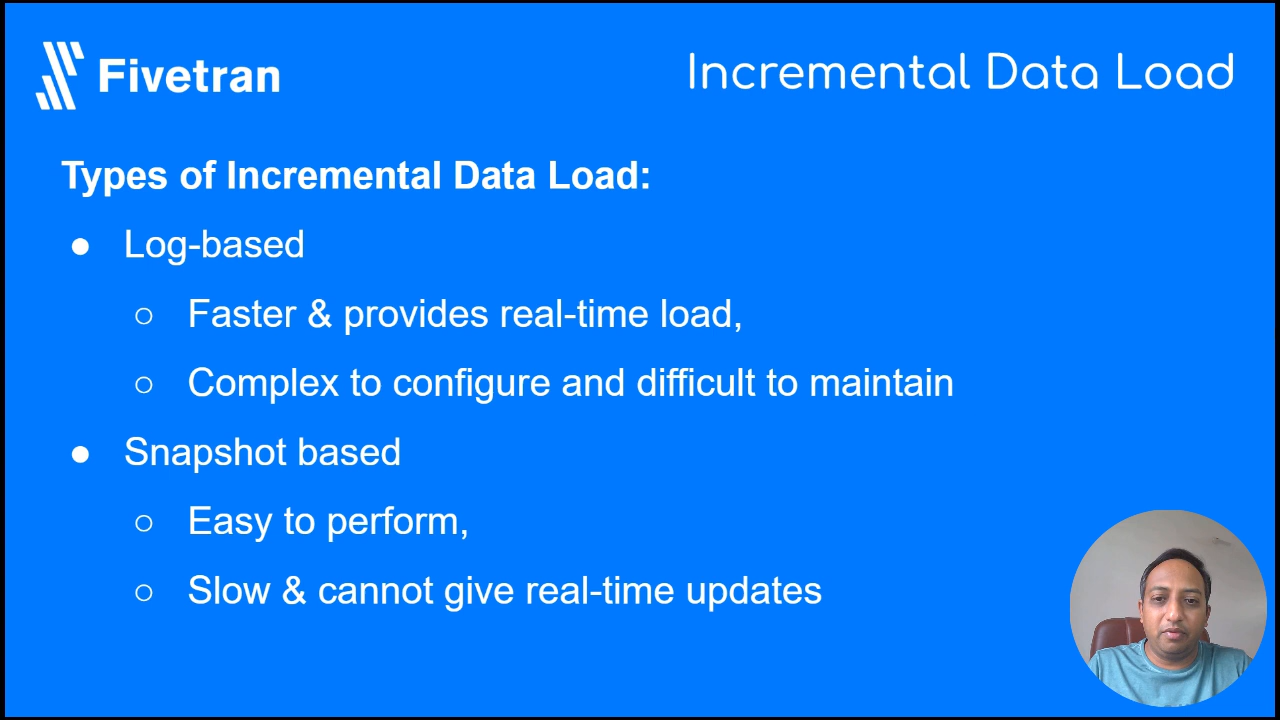 Fivetran
Incremental Data Load
Types of Incremental Data Load:
● Log-based
○ Faster & provides real-time load,
○ Complex to configure and difficult to maintain
● Snapshot based
○ Easy to perform,
○ Slow & cannot give real-time updates